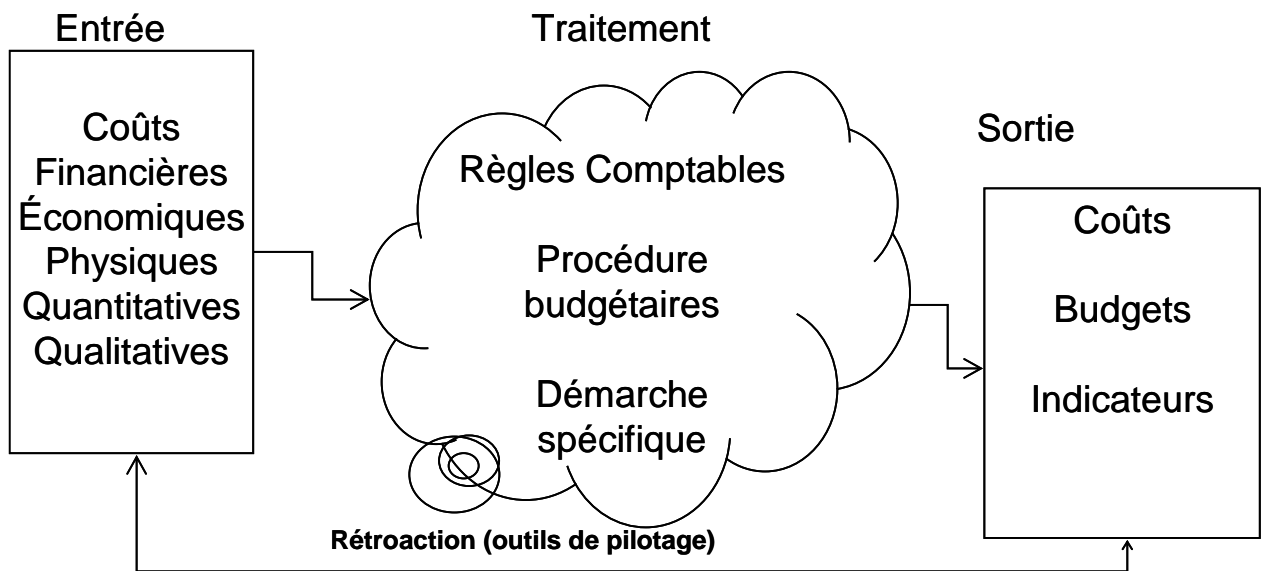 Entrée
Traitement
Sortie
Coûts
Financières
Économiques
Physiques
Quantitatives
Qualitatives
Règles Comptables
Procédure
budgétaires
Démarche
spécifique
Coûts
Budgets
Indicateurs
Rétroaction (outils de pilotage)